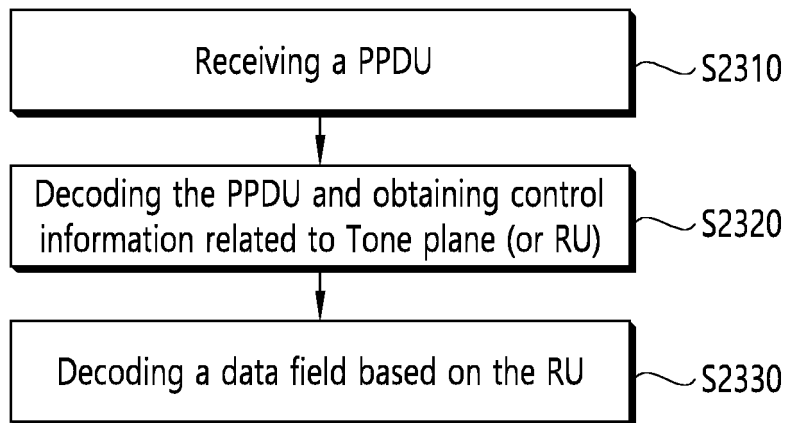 Receiving a PPDU
S2310
Decoding the PPDU and obtaining control
information related to Tone plane (or RU)
S2320
Decoding a data field based on the RU
S2330